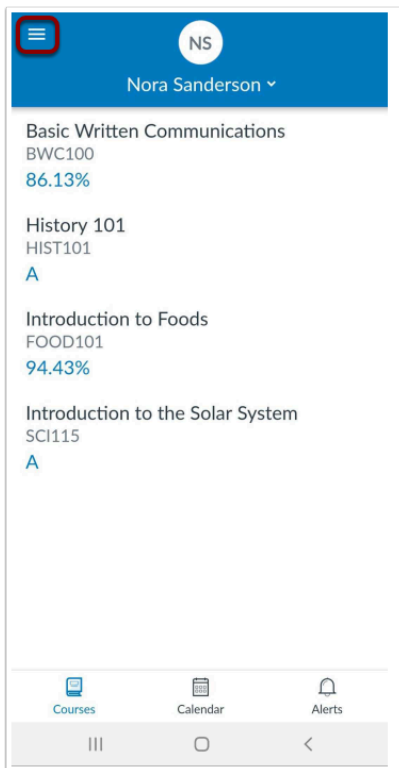 NS
Nora Sanderson
Basic Written Communications
BWC100
86.13%
History 101
HIST101
A
Introduction to Foods
FOOD101
94.43%
Introduction to the Solar System
SCI115
A
Courses
Calendar
Alerts